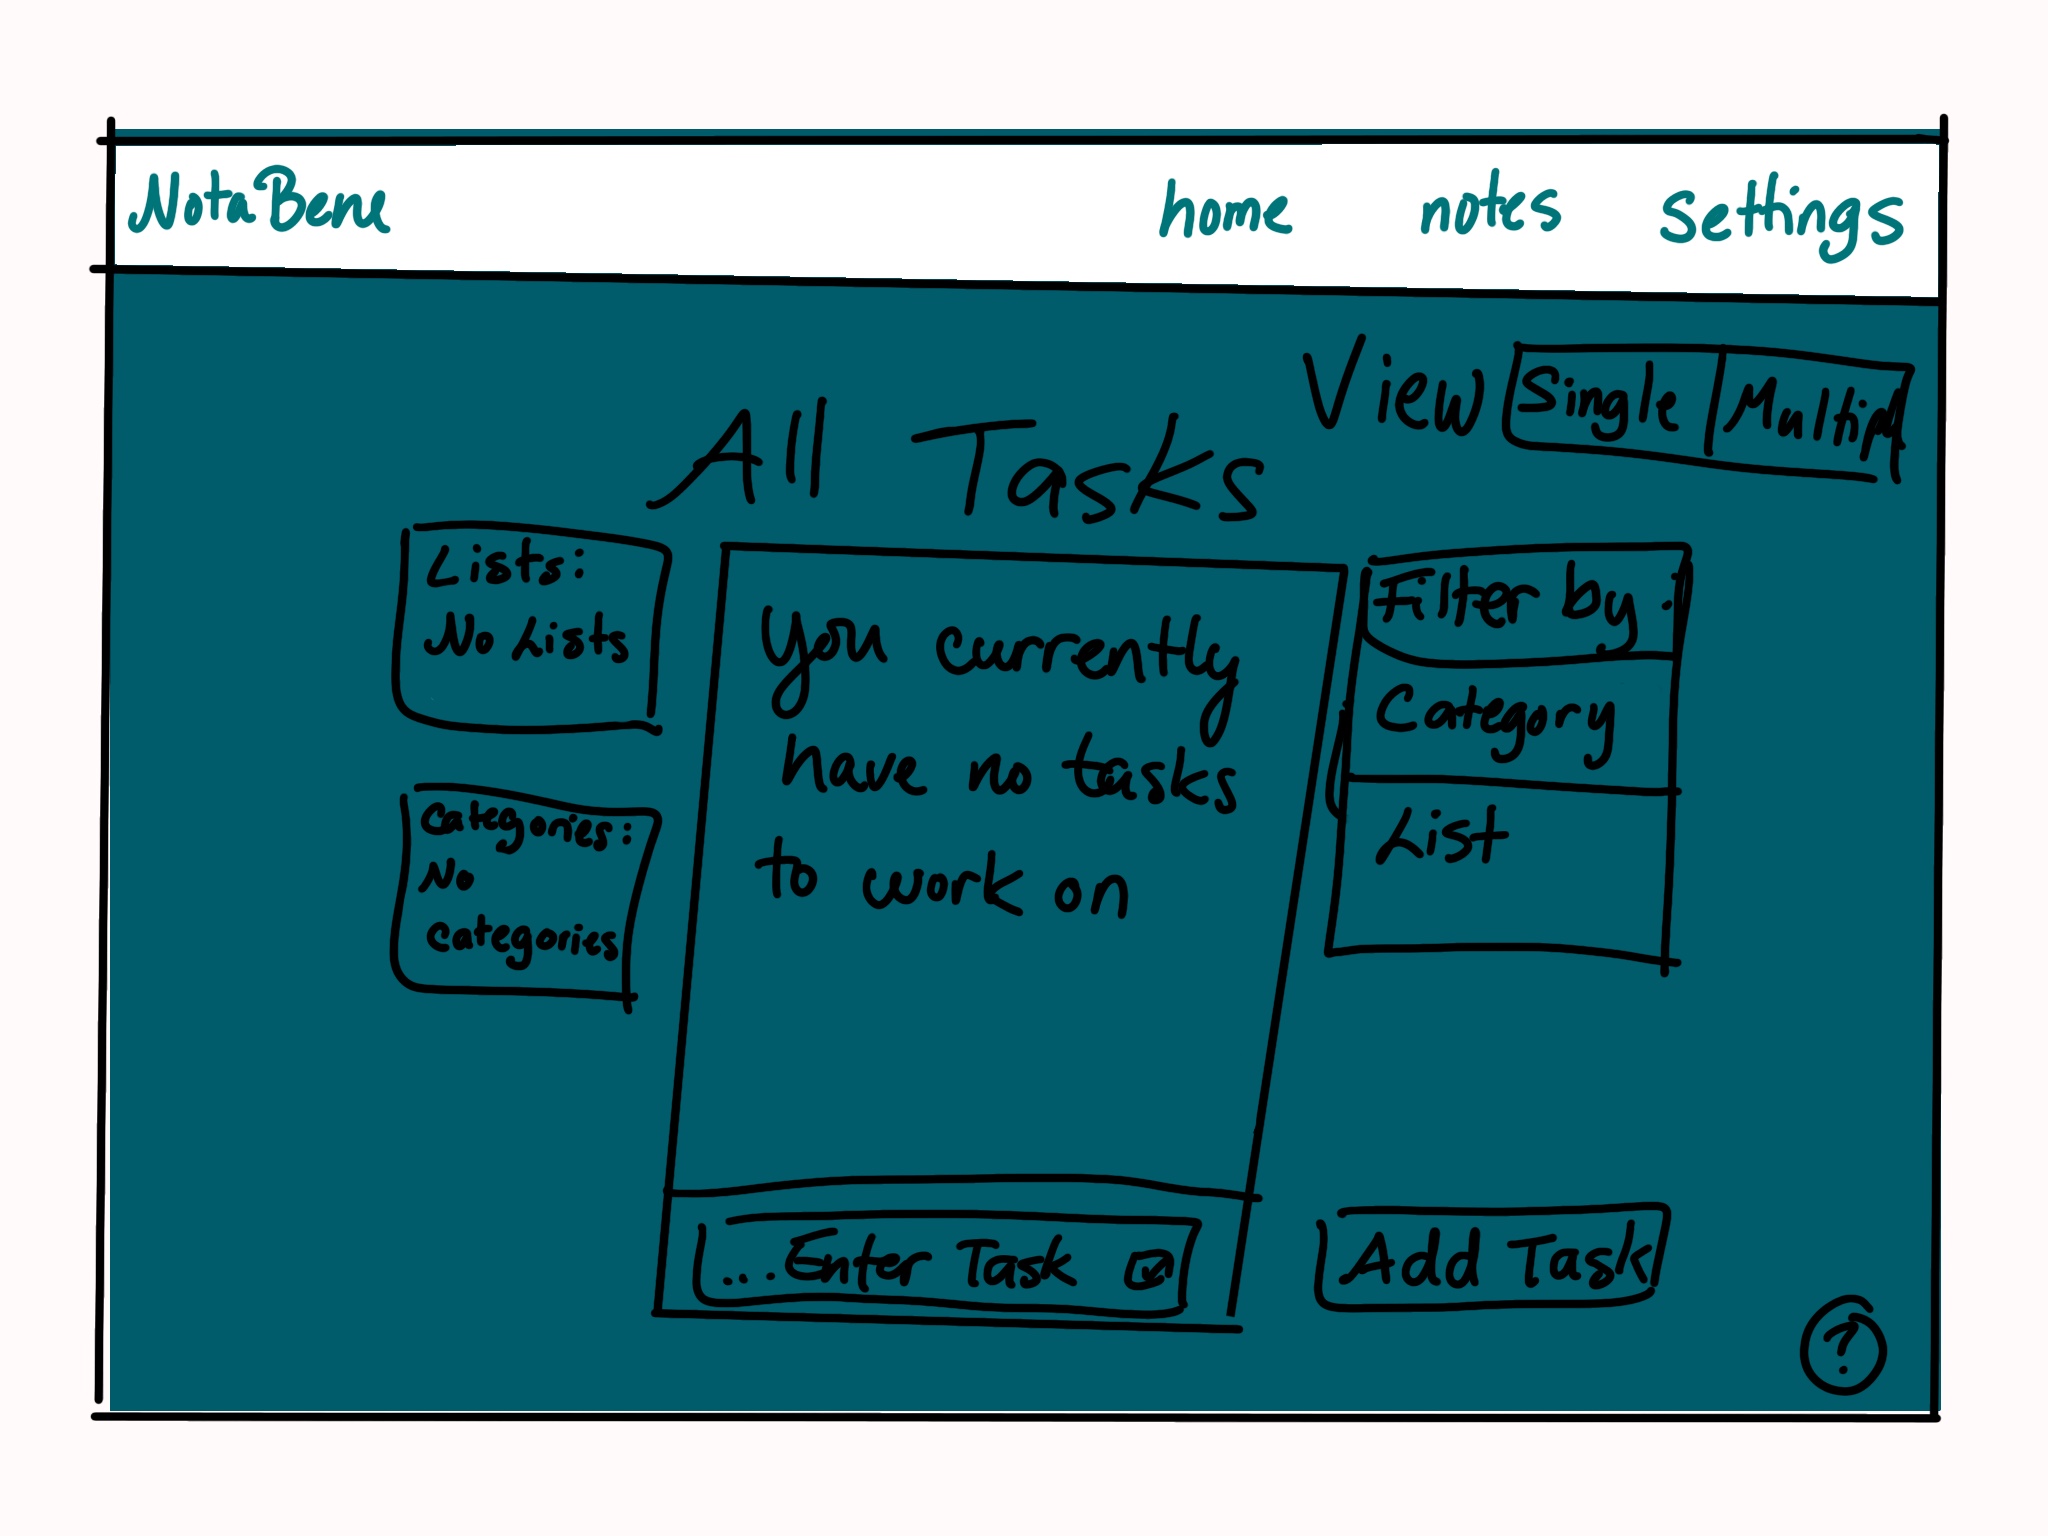 NotaBene home notes settings
View Single Multipl
All Tasks
Lists:
No Lists
Categories:
No
categories
You currently
have no tasks
to work on
...Enter Task
Filter by:
Category
List
Add Task
?